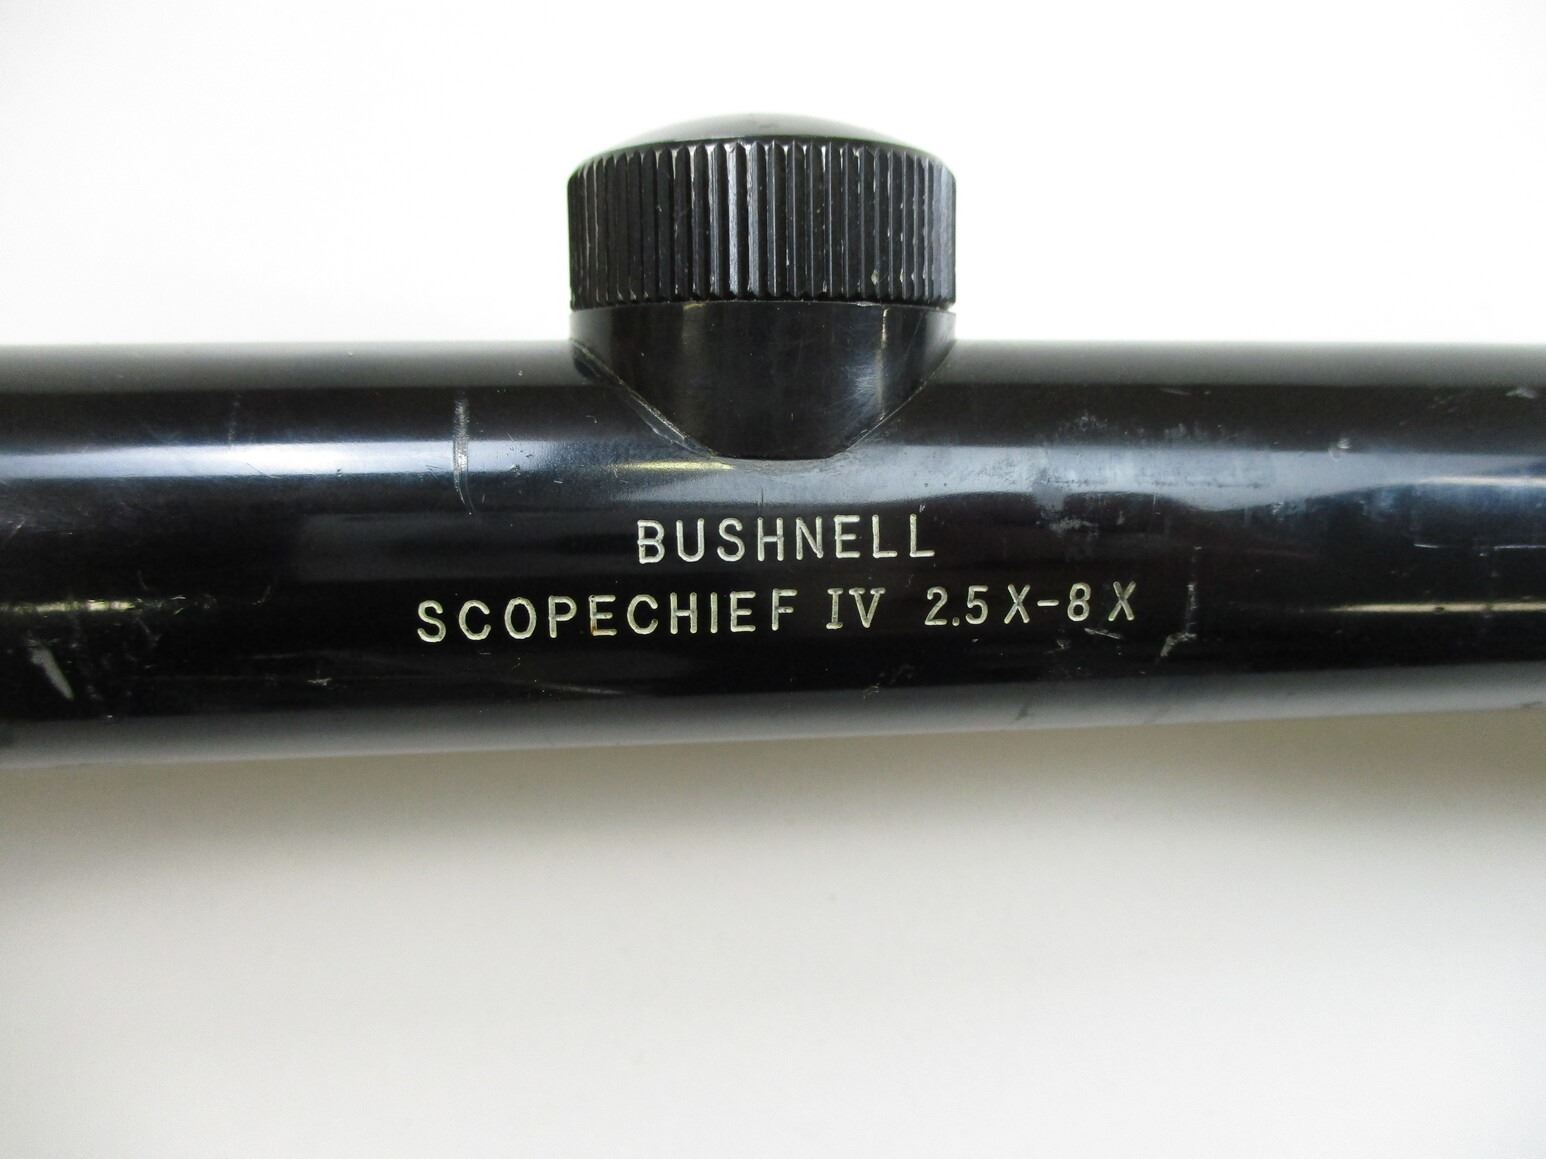 BUSHNELL
SCOPECHIEF IV 2.5X-8X